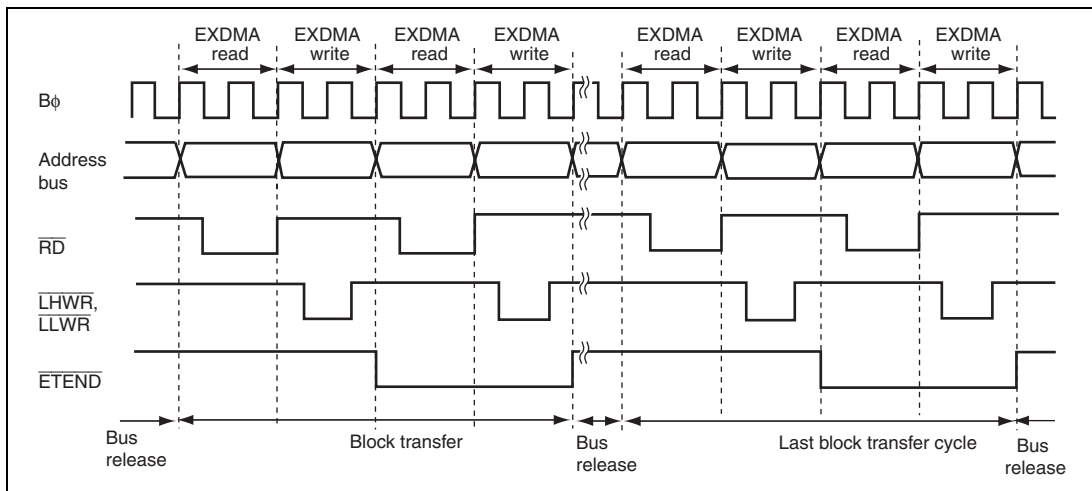 EXDMA read
EXDMA write
EXDMA read
EXDMA write
EXDMA read
EXDMA write
EXDMA read
EXDMA write
Bϕ
Address bus
RD
LHWR,
LLWR
ETEND
Bus release
Block transfer
Bus release
Last block transfer cycle
Bus release